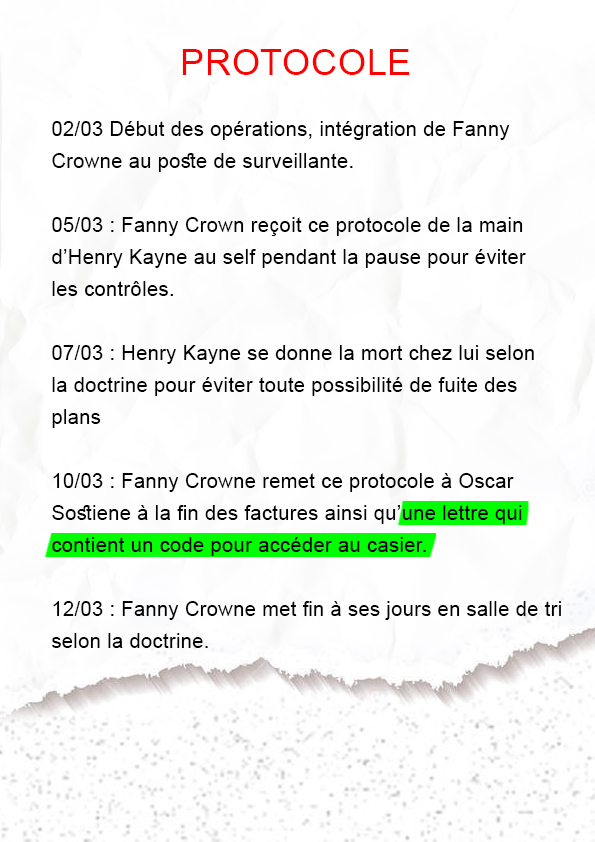 PROTOCOLE
02/03 Début des opérations, intégration de Fanny
Crowne au poste de surveillante.
05/03 : Fanny Crown reçoit ce protocole de la main
d’Henry Kayne au self pendant la pause pour éviter
les contrôles.
07/03 : Henry Kayne se donne la mort chez lui selon
la doctrine pour éviter toute possibilité de fuite des
plans
10/03 : Fanny Crowne remet ce protocole à Oscar
Sostiene à la fin des factures ainsi qu’une lettre qui
contient un code pour accéder au casier.
12/03 : Fanny Crowne met fin à ses jours en salle de tri
selon la doctrine.